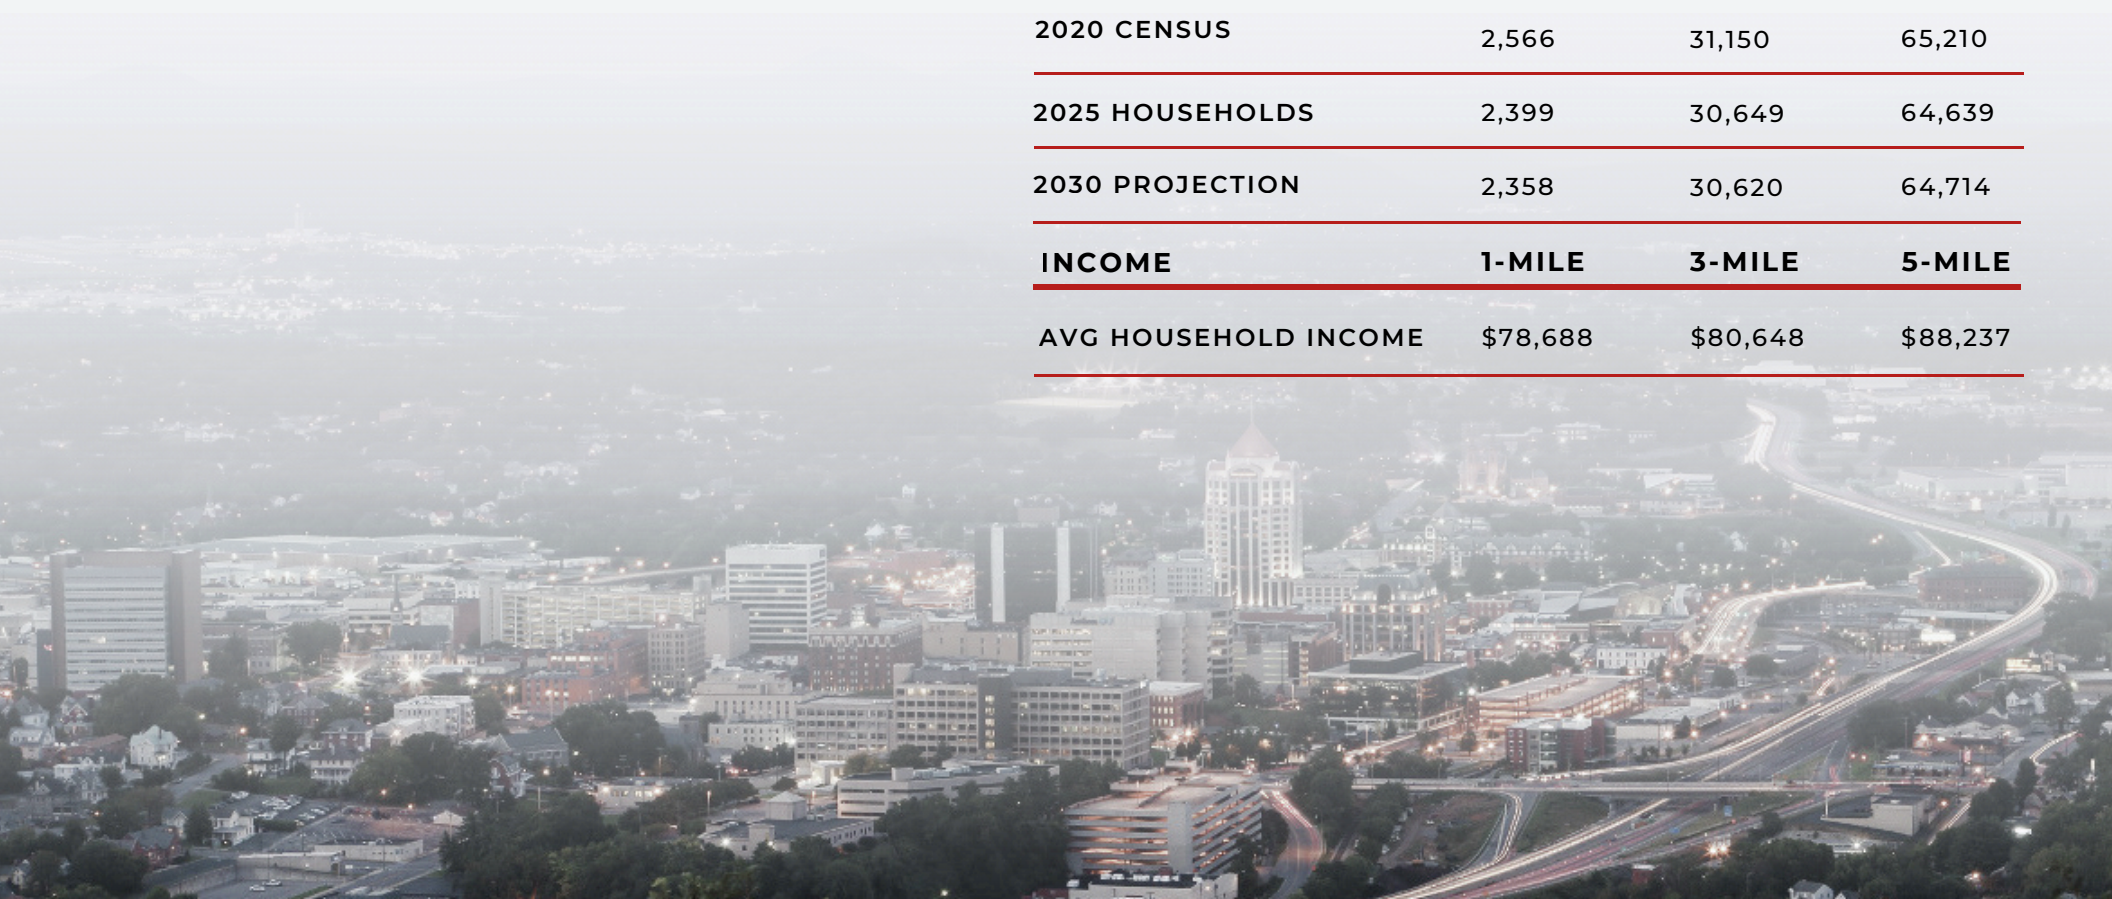 2020 CENSUS 2,566 31,150 65,210
2025 HOUSEHOLDS 2,399 30,649 64,639
2030 PROJECTION 2,358 30,620 64,714
INCOME 1-MILE 3-MILE 5-MILE
AVG HOUSEHOLD INCOME $78,688 $80,648 $88,237